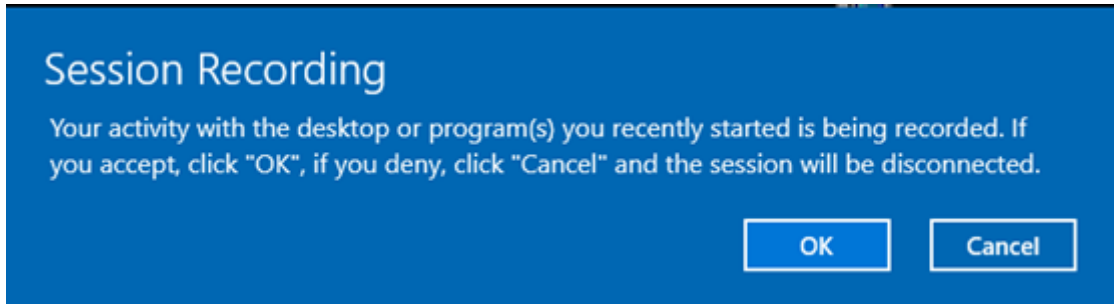 Session Recording
Your activity with the desktop or program(s) you recently started is being recorded. If
you accept, click "OK", if you deny, click "Cancel" and the session will be disconnected.
OK
Cancel